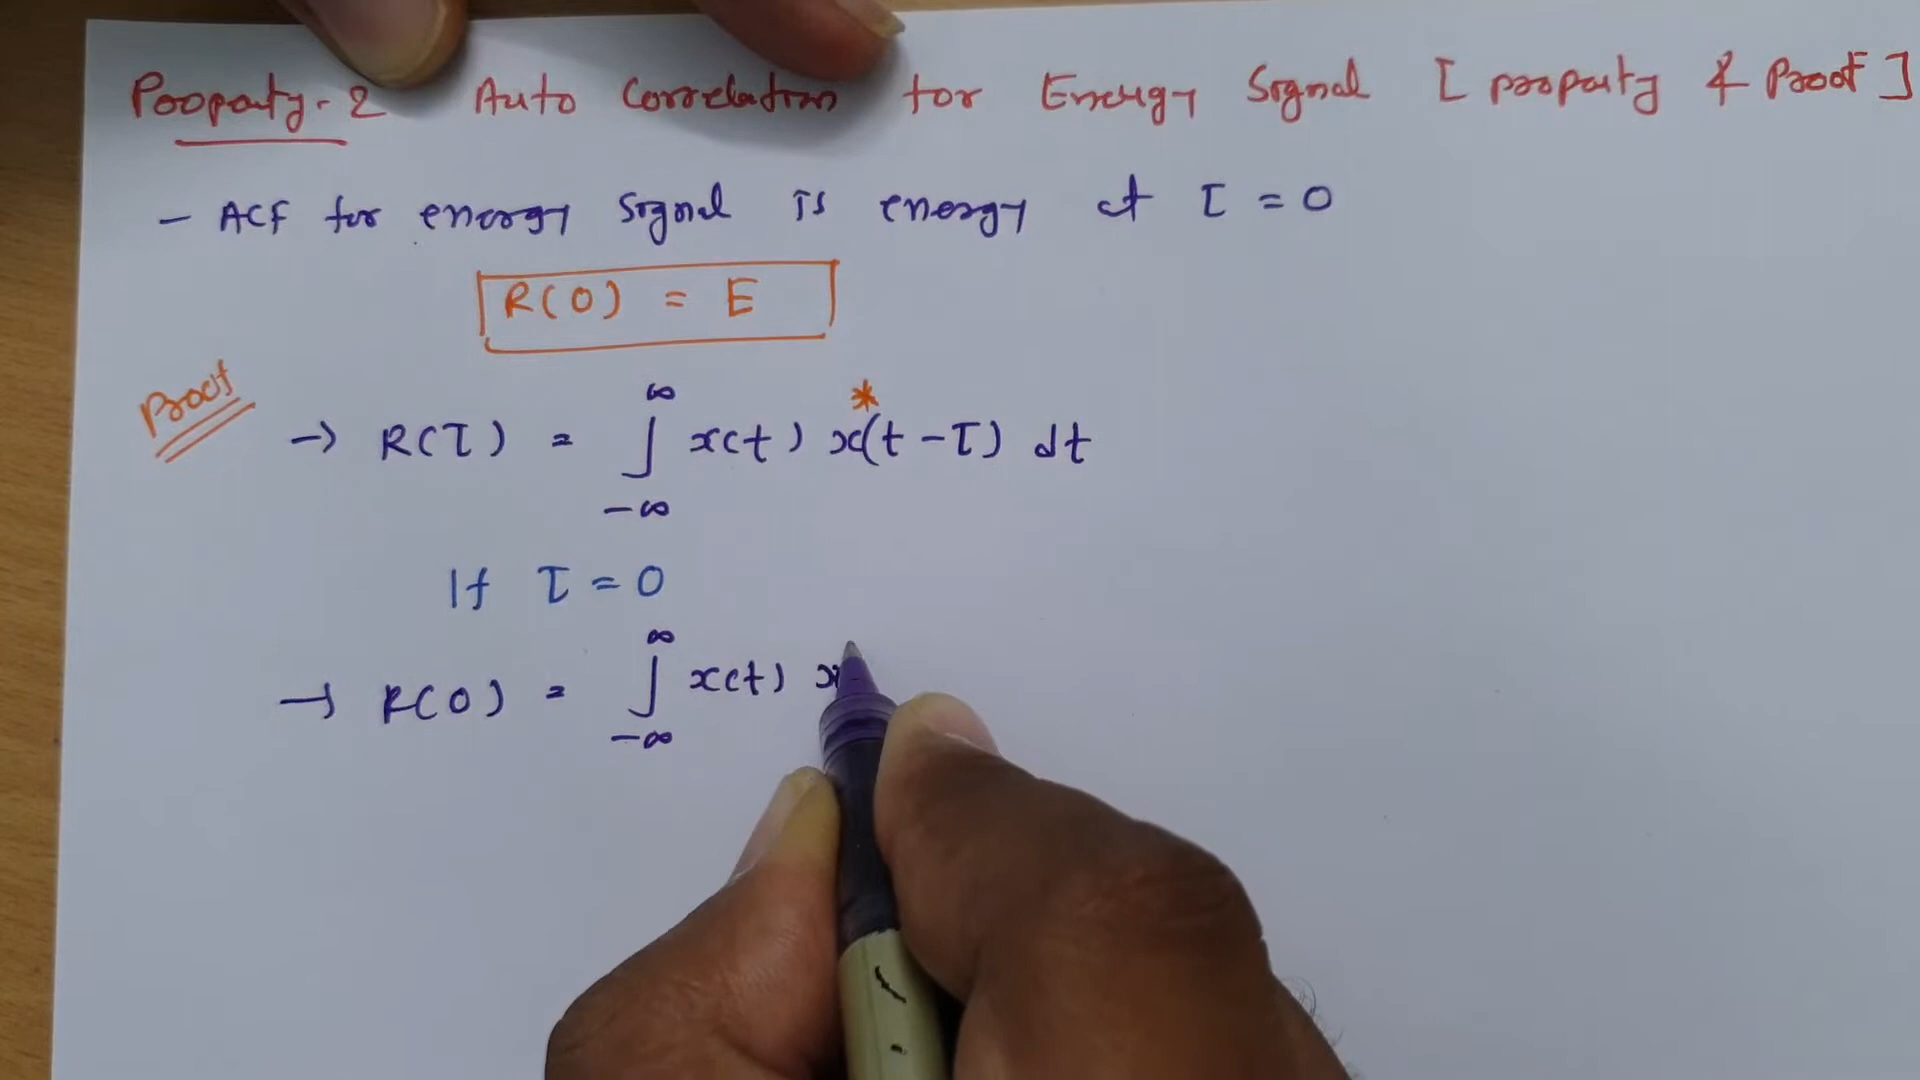 Property-2 Auto Correlation for Energy Signal [ property & Proof ]
- ACF for energy signal is energy at τ = 0
R(0) = E
Proof
→ R(τ) = ∫_{-∞}^{∞} x(t) x*(t-τ) dt
If τ = 0
→ R(0) = ∫_{-∞}^{∞} x(t) x